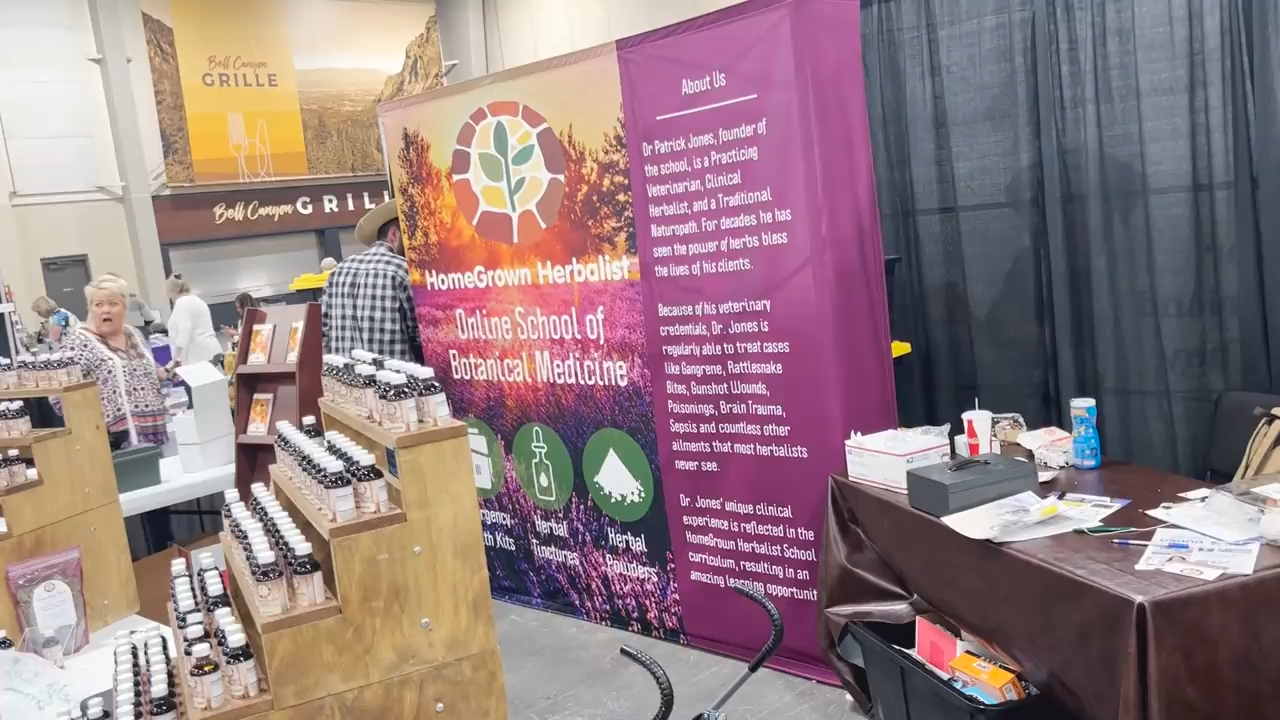 Bell Canyon
GRILLE
Bell Canyon GRILL
HomeGrown Herbalist
Online School of
Botanical Medicine
rgency
th Kits
Herbal
Tinctures
Herbal
Powders
About Us
Dr Patrick Jones, founder of
the school, is a Practicing
Veterinarian, Clinical
Herbalist, and a Traditional
Naturopath. For decades he has
seen the power of herbs bless
the lives of his clients.
Because of his veterinary
credentials, Dr. Jones is
regularly able to treat cases
like Gangrene, Rattlesnake
Bites, Gunshot Wounds,
Poisonings, Brain Trauma,
Sepsis and countless other
ailments that most herbalists
never see.
Dr. Jones' unique clinical
experience is reflected in the
HomeGrown Herbalist School
curriculum, resulting in an
amazing learning opportunit